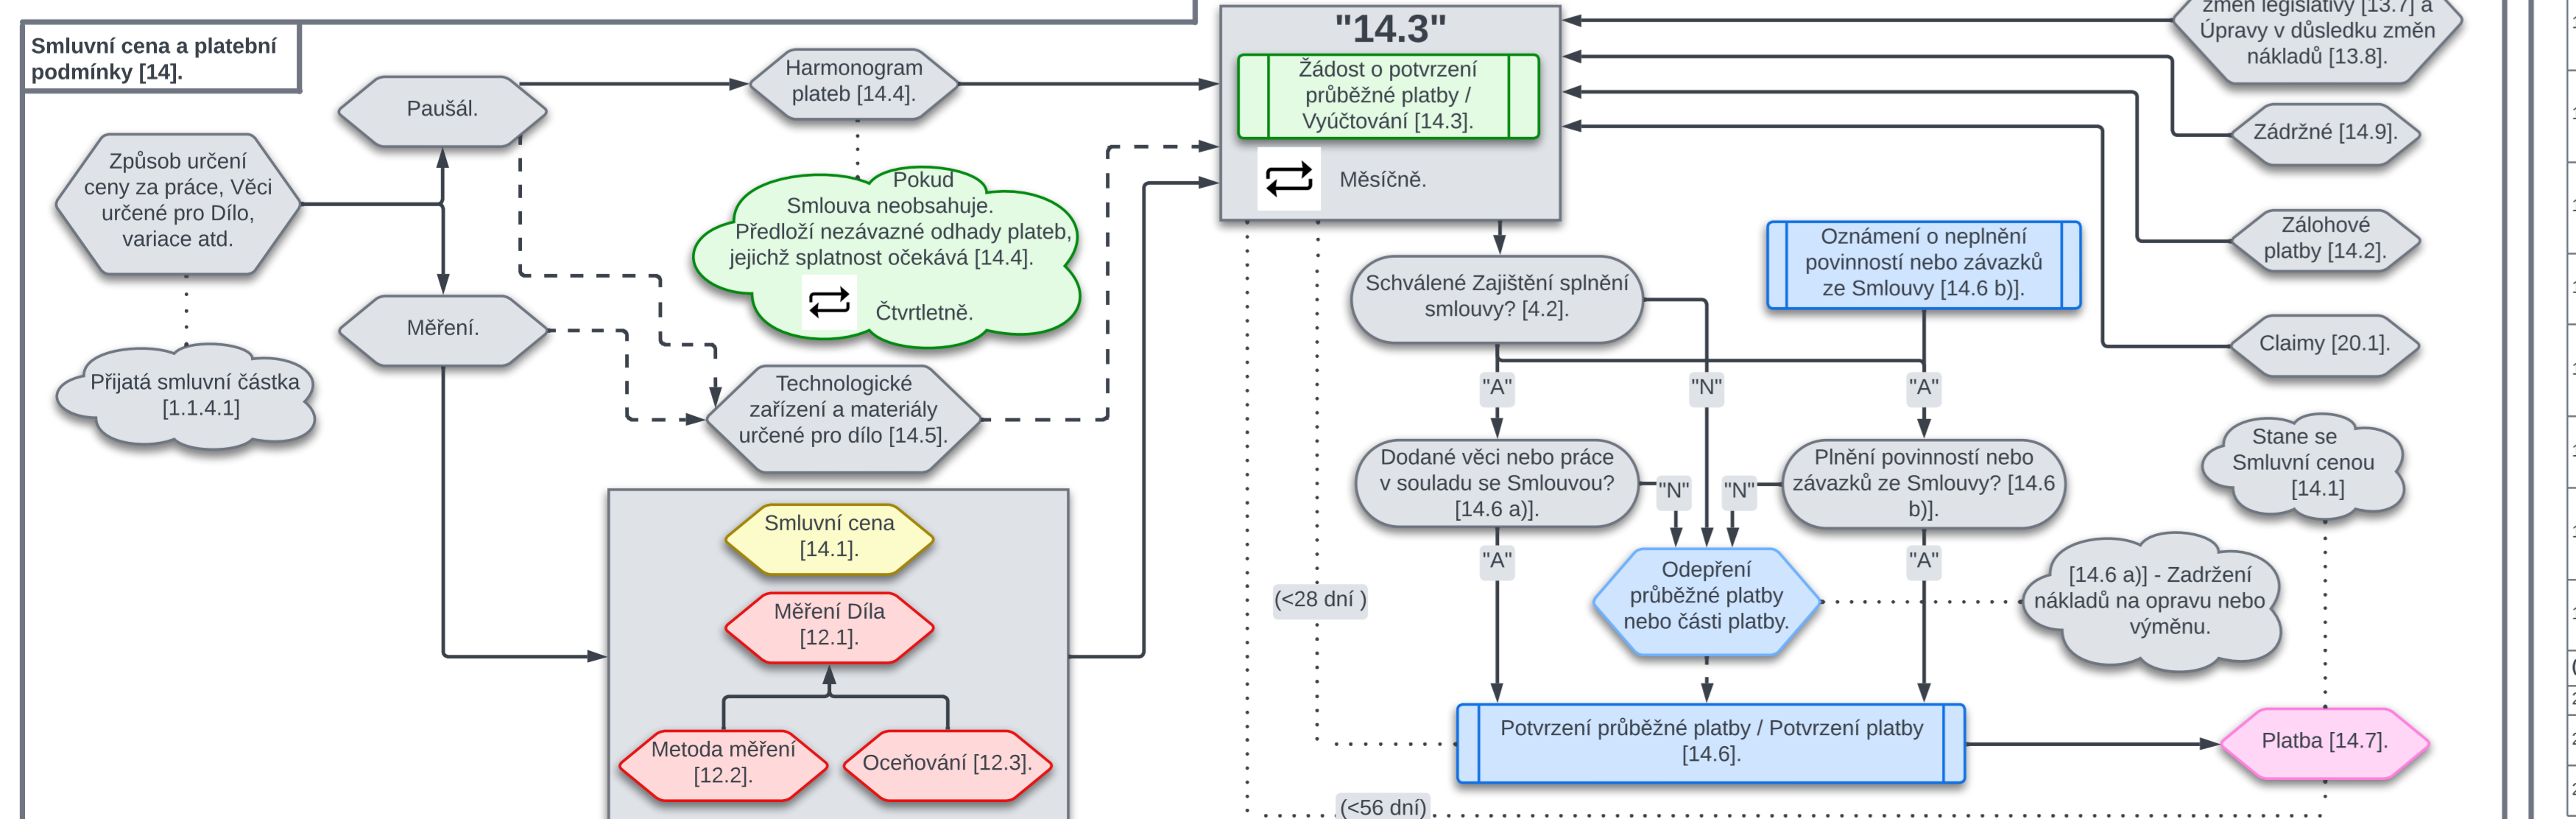 Smluvní cena a platební
podmínky [14].
Způsob určení
ceny za práce, Věci
určené pro Dílo,
variace atd.
Přijatá smluvní částka
[1.1.4.1]
Paušál.
Měření.
Harmonogram
plateb [14.4].
Pokud
Smlouva neobsahuje.
Předloží nezávazné odhady plateb,
jejichž splatnost očekává [14.4].
Čtvrtletně.
Technologické
zařízení a materiály
určené pro dílo [14.5].
Smluvní cena
[14.1].
Měření Díla
[12.1].
Metoda měření
[12.2].
Oceňování [12.3].
"14.3"
Žádost o potvrzení
průběžné platby /
Vyúčtování [14.3].
Měsíčně.
změn legislativy [13.7] a
Úpravy v důsledku změn
nákladů [13.8].
Zádržné [14.9].
Zálohové
platby [14.2].
Claimy [20.1].
Schválené Zajištění splnění
smlouvy? [4.2].
Oznámení o neplnění
povinností nebo závazků
ze Smlouvy [14.6 b)].
"A"
"N"
"A"
Dodané věci nebo práce
v souladu se Smlouvou?
[14.6 a)].
"N"
"N"
Plnění povinností nebo
závazků ze Smlouvy? [14.6
b)].
"A"
"A"
Odepření
průběžné platby
nebo části platby.
[14.6 a)] - Zadržení
nákladů na opravu nebo
výměnu.
Stane se
Smluvní cenou
[14.1]
(<28 dní )
Potvrzení průběžné platby / Potvrzení platby
[14.6].
Platba [14.7].
(<56 dní)